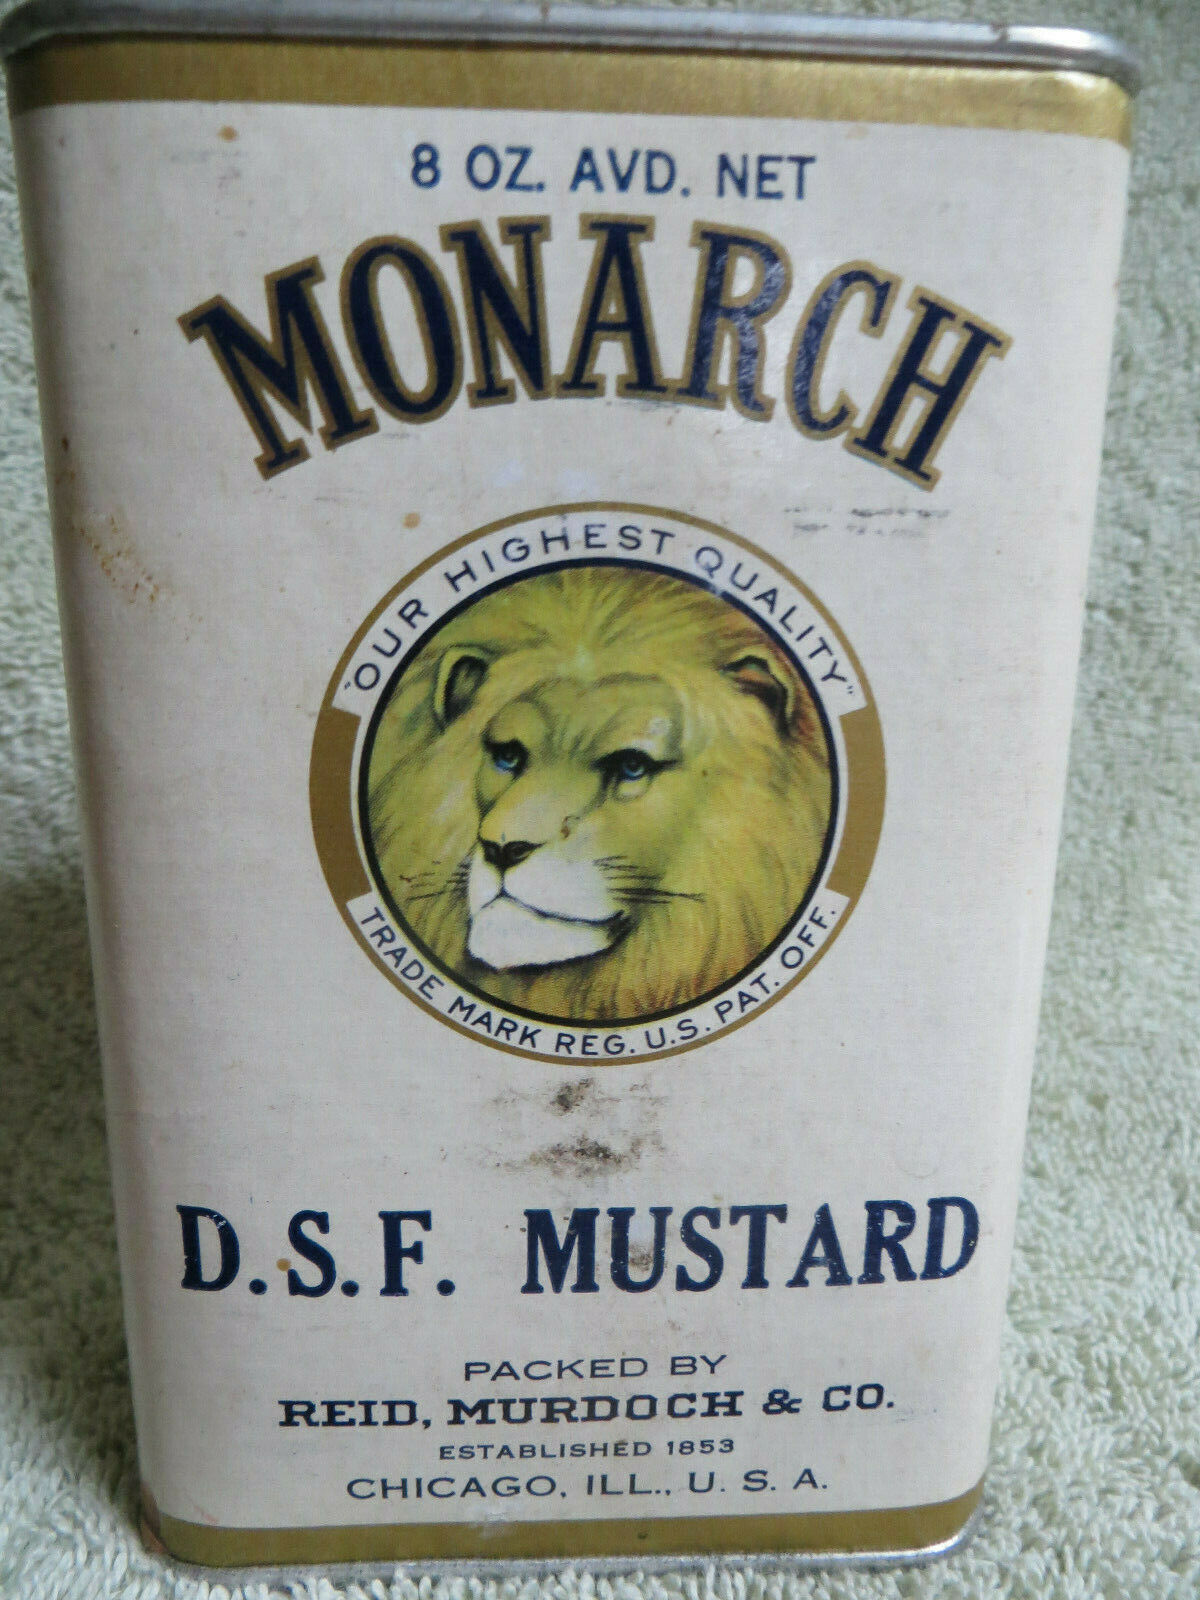 8 OZ. AVD. NET
MONARCH
"OUR HIGHEST QUALITY"
TRADE MARK REG. U.S. PAT. OFF.
D.S.F. MUSTARD
PACKED BY
REID, MURDOCH & CO.
ESTABLISHED 1853
CHICAGO, ILL., U. S. A.